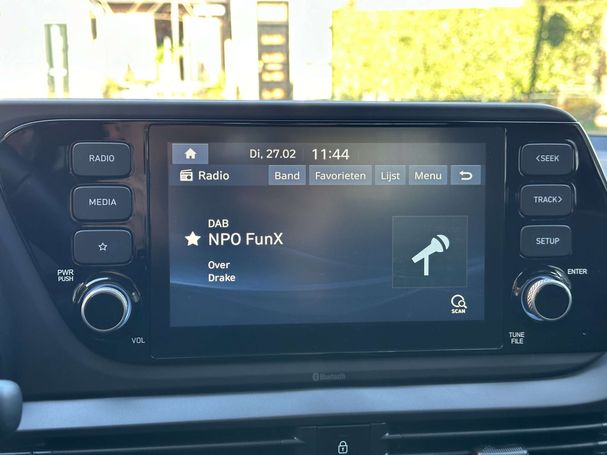 Di, 27.02 11:44
Radio Band Favorieten Lijst Menu
DAB
NPO FunX
Over
Drake
SCAN
RADIO
MEDIA
PWR
PUSH
VOL
<SEEK
TRACK>
SETUP
ENTER
TUNE
FILE
Bluetooth